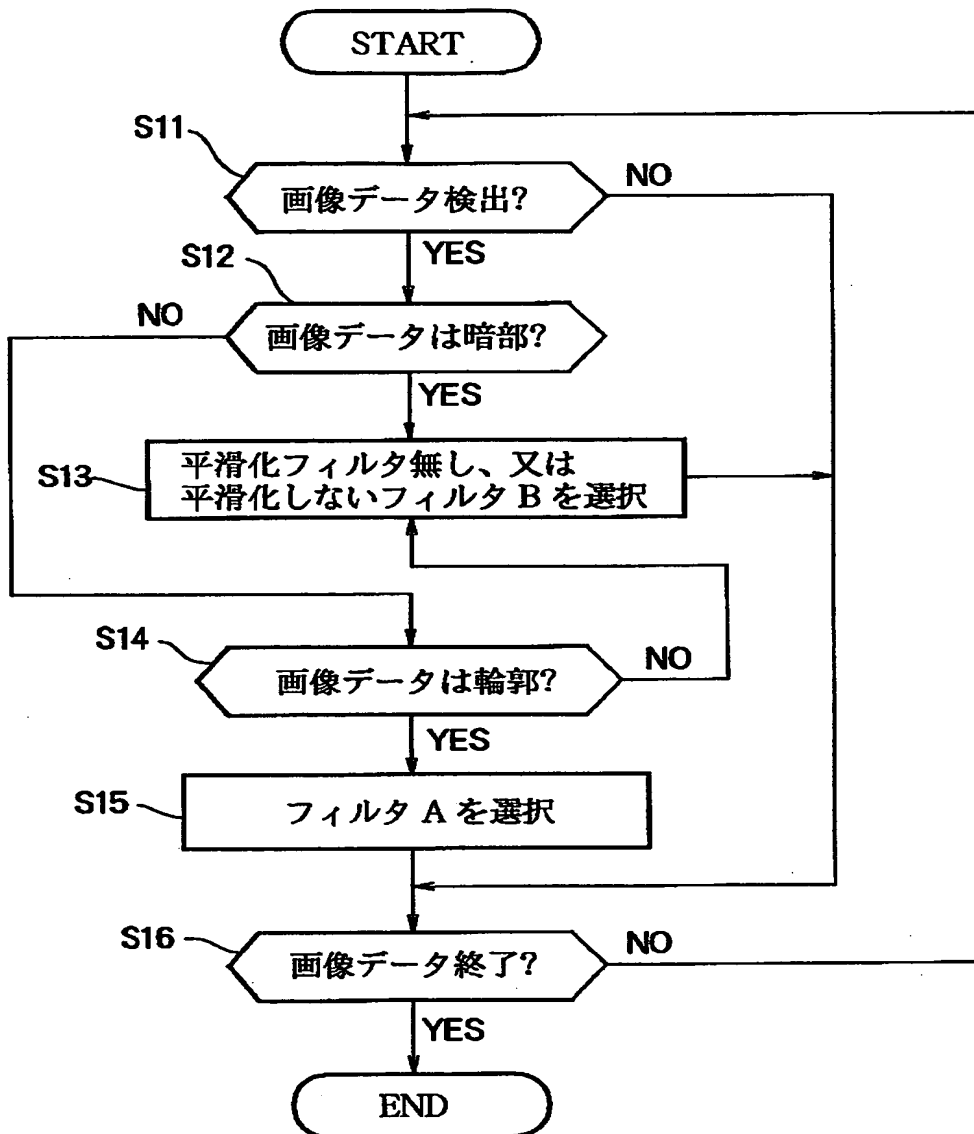 START
S11
画像データ検出?
NO
YES
S12
画像データは暗部?
NO
YES
S13
平滑化フィルタ無し、又は
平滑化しないフィルタ B を選択
S14
画像データは輪郭?
NO
YES
S15
フィルタ A を選択
S16
画像データ終了?
NO
YES
END